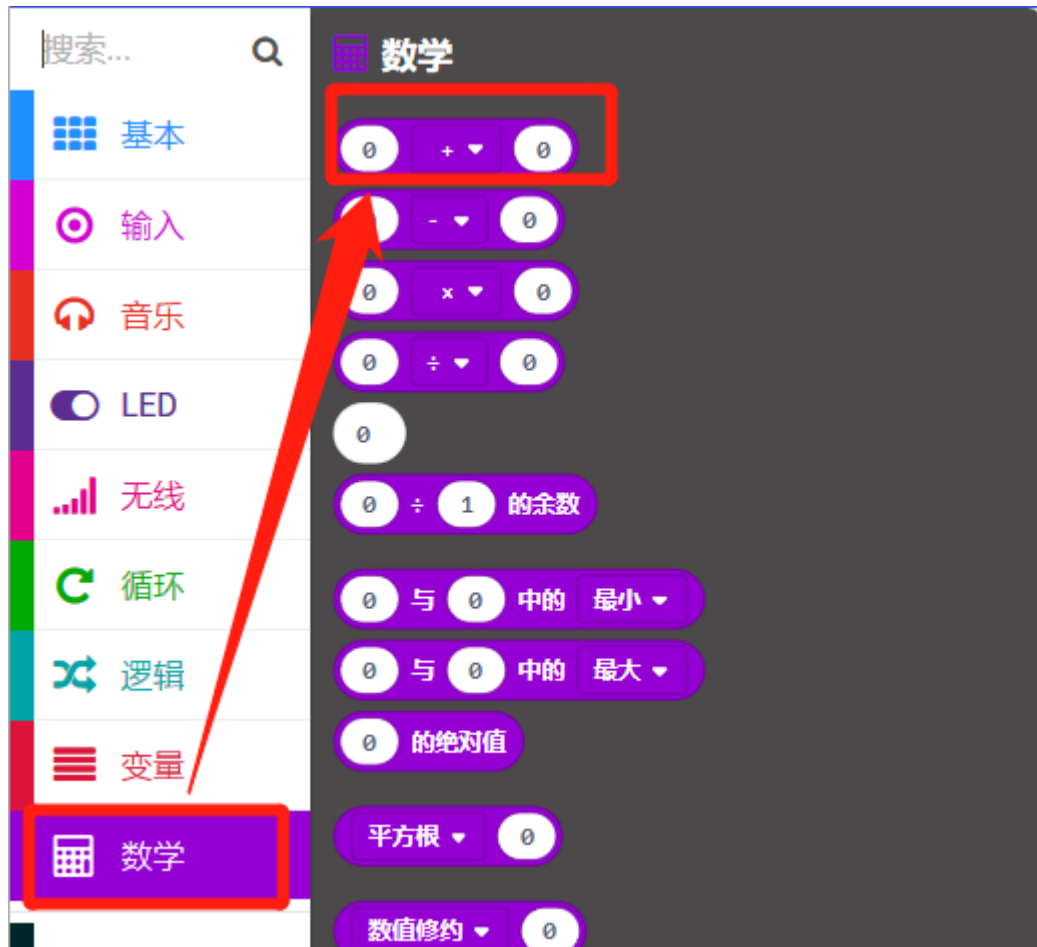 搜索...
基本
输入
音乐
LED
无线
循环
逻辑
变量
数学
数学
0 + 0
- 0
0 × 0
0 ÷ 0
0
0 ÷ 1 的余数
0 与 0 中的 最小
0 与 0 中的 最大
0 的绝对值
平方根 0
数值修约 0